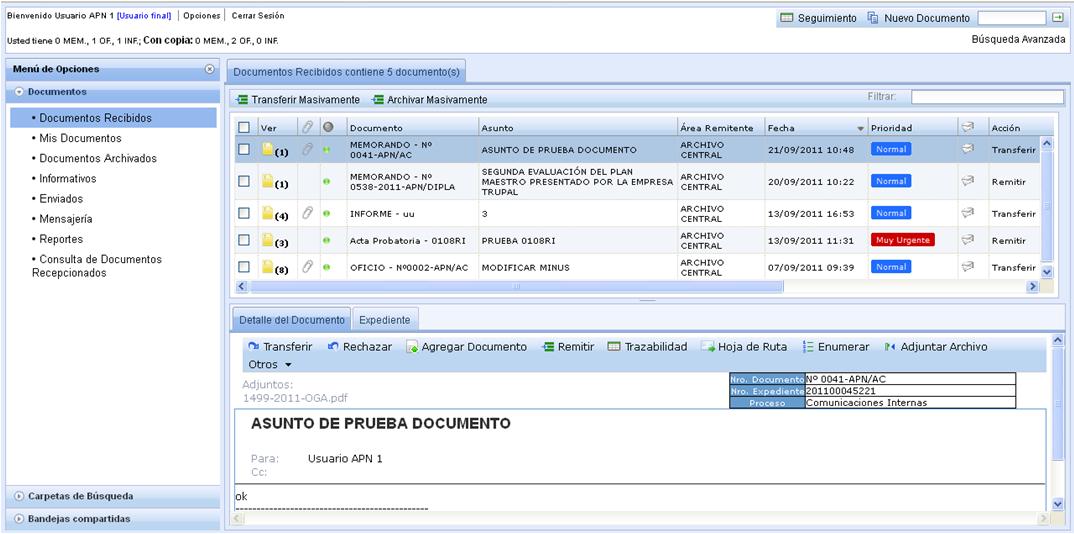 Bienvenido Usuario APN 1 [Usuario final] | Opciones | Cerrar Sesión
Seguimiento Nuevo Documento
Usted tiene 0 MEM., 1 OF., 1 INF.; Con copia: 0 MEM., 2 OF., 0 INF.
Búsqueda Avanzada
Menú de Opciones
Documentos
• Documentos Recibidos
• Mis Documentos
• Documentos Archivados
• Informativos
• Enviados
• Mensajería
• Reportes
• Consulta de Documentos
Recepcionados
Carpetas de Búsqueda
Bandejas compartidas
Documentos Recibidos contiene 5 documento(s)
Transferir Masivamente Archivar Masivamente Filtrar:
Ver Documento Asunto Área Remitente Fecha Prioridad Acción
(1) MEMORANDO - Nº 0041-APN/AC ASUNTO DE PRUEBA DOCUMENTO ARCHIVO CENTRAL 21/09/2011 10:48 Normal Transferir
(1) MEMORANDO - Nº 0538-2011-APN/DIPLA SEGUNDA EVALUACIÓN DEL PLAN MAESTRO PRESENTADO POR LA EMPRESA TRUPAL ARCHIVO CENTRAL 20/09/2011 10:22 Normal Remitir
(4) INFORME - uu 3 ARCHIVO CENTRAL 13/09/2011 16:53 Normal Transferir
(3) Acta Probatoria - 0108RI PRUEBA 0108RI ARCHIVO CENTRAL 13/09/2011 11:31 Muy Urgente Remitir
(8) OFICIO - Nº0002-APN/AC MODIFICAR MINUS ARCHIVO CENTRAL 07/09/2011 09:39 Normal Transferir
Detalle del Documento Expediente
Transferir Rechazar Agregar Documento Remitir Trazabilidad Hoja de Ruta Enumerar Adjuntar Archivo
Otros
Adjuntos:
1499-2011-OGA.pdf
Nro. Documento Nº 0041-APN/AC
Nro. Expediente 201100045221
Proceso Comunicaciones Internas
ASUNTO DE PRUEBA DOCUMENTO
Para: Usuario APN 1
Cc:
ok
----------------------------------------------